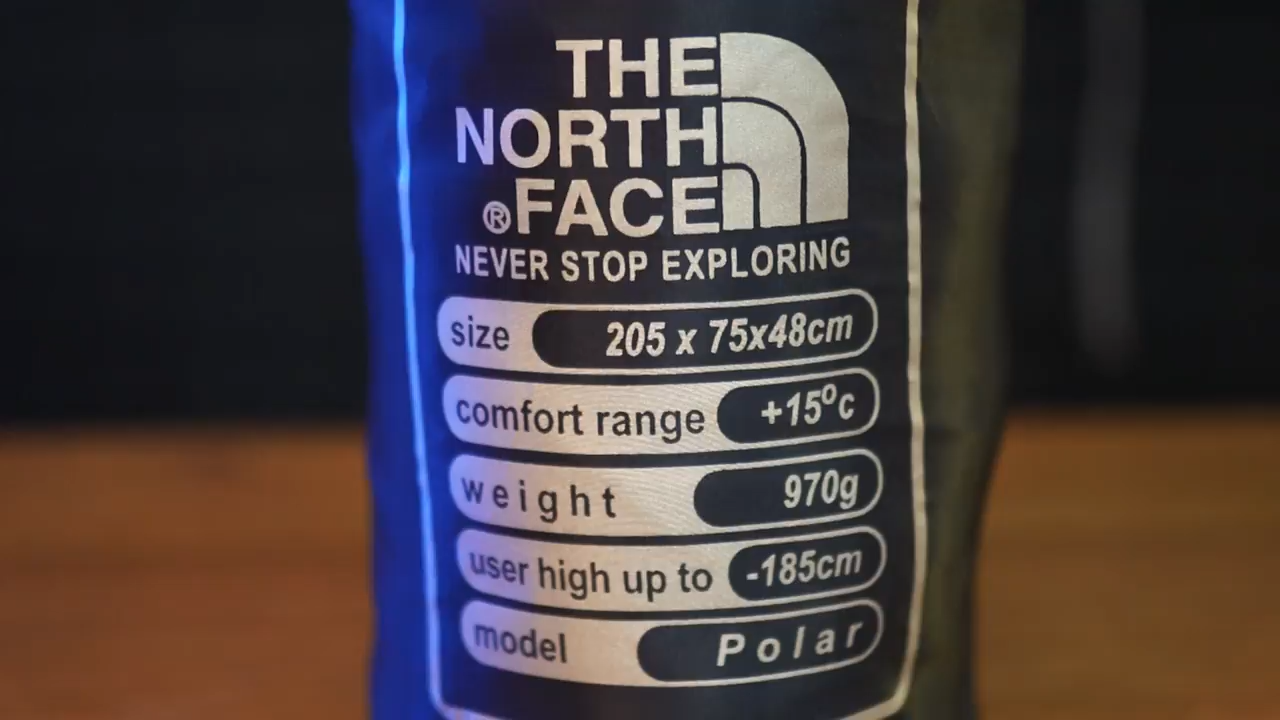 THE
NORTH
®FACE
NEVER STOP EXPLORING
size 205 x 75x48cm
comfort range +15ºc
weight 970g
user high up to -185cm
model Polar